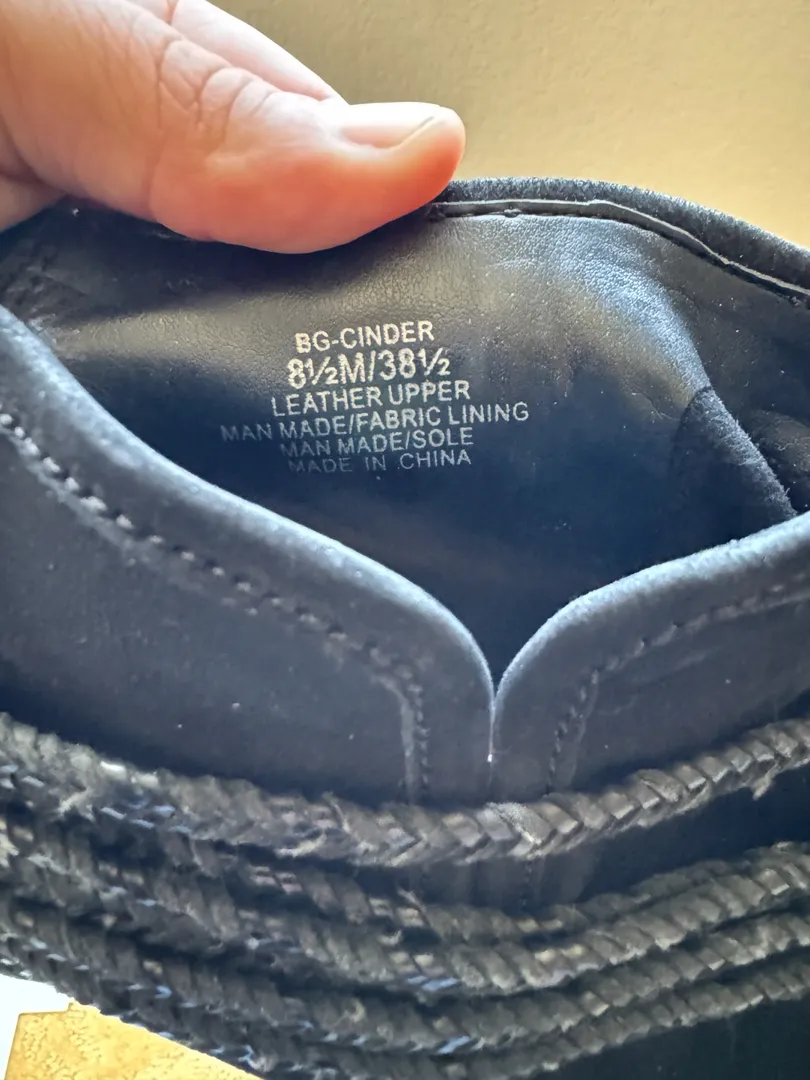 BG-CINDER
8½M/38½
LEATHER UPPER
MAN MADE/FABRIC LINING
MAN MADE/SOLE
MADE IN CHINA